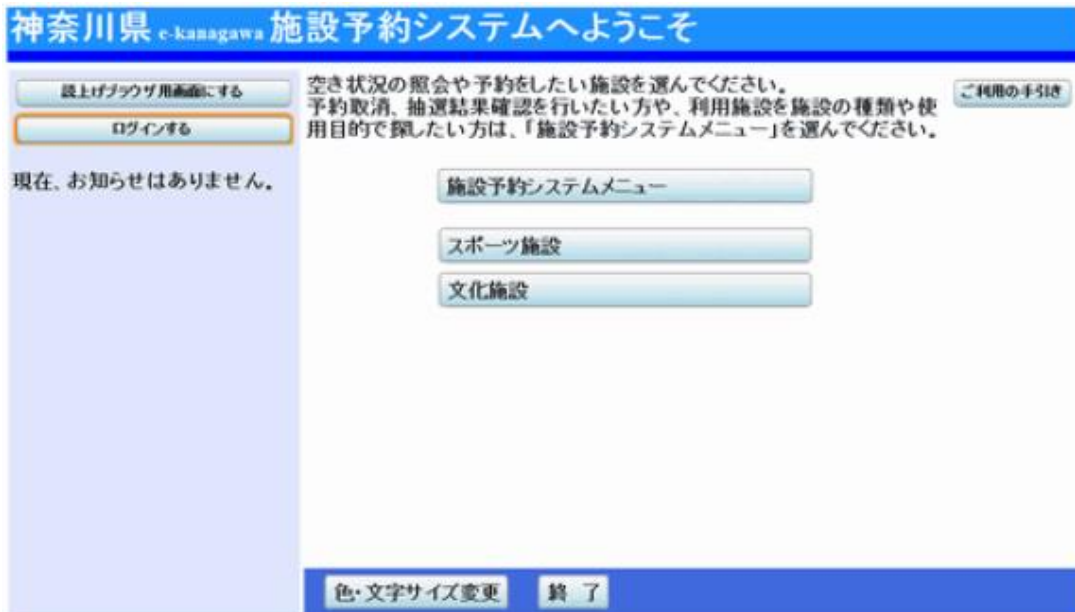 神奈川県 e-kanagawa 施設予約システムへようこそ
読上げブラウザ用画面にする
ログインする
現在、お知らせはありません。
空き状況の照会や予約をしたい施設を選んでください。
予約取消、抽選結果確認を行いたい方や、利用施設を施設の種類や使
用目的で探したい方は、「施設予約システムメニュー」を選んでください。
ご利用の手引き
施設予約システムメニュー
スポーツ施設
文化施設
色・文字サイズ変更
終 了